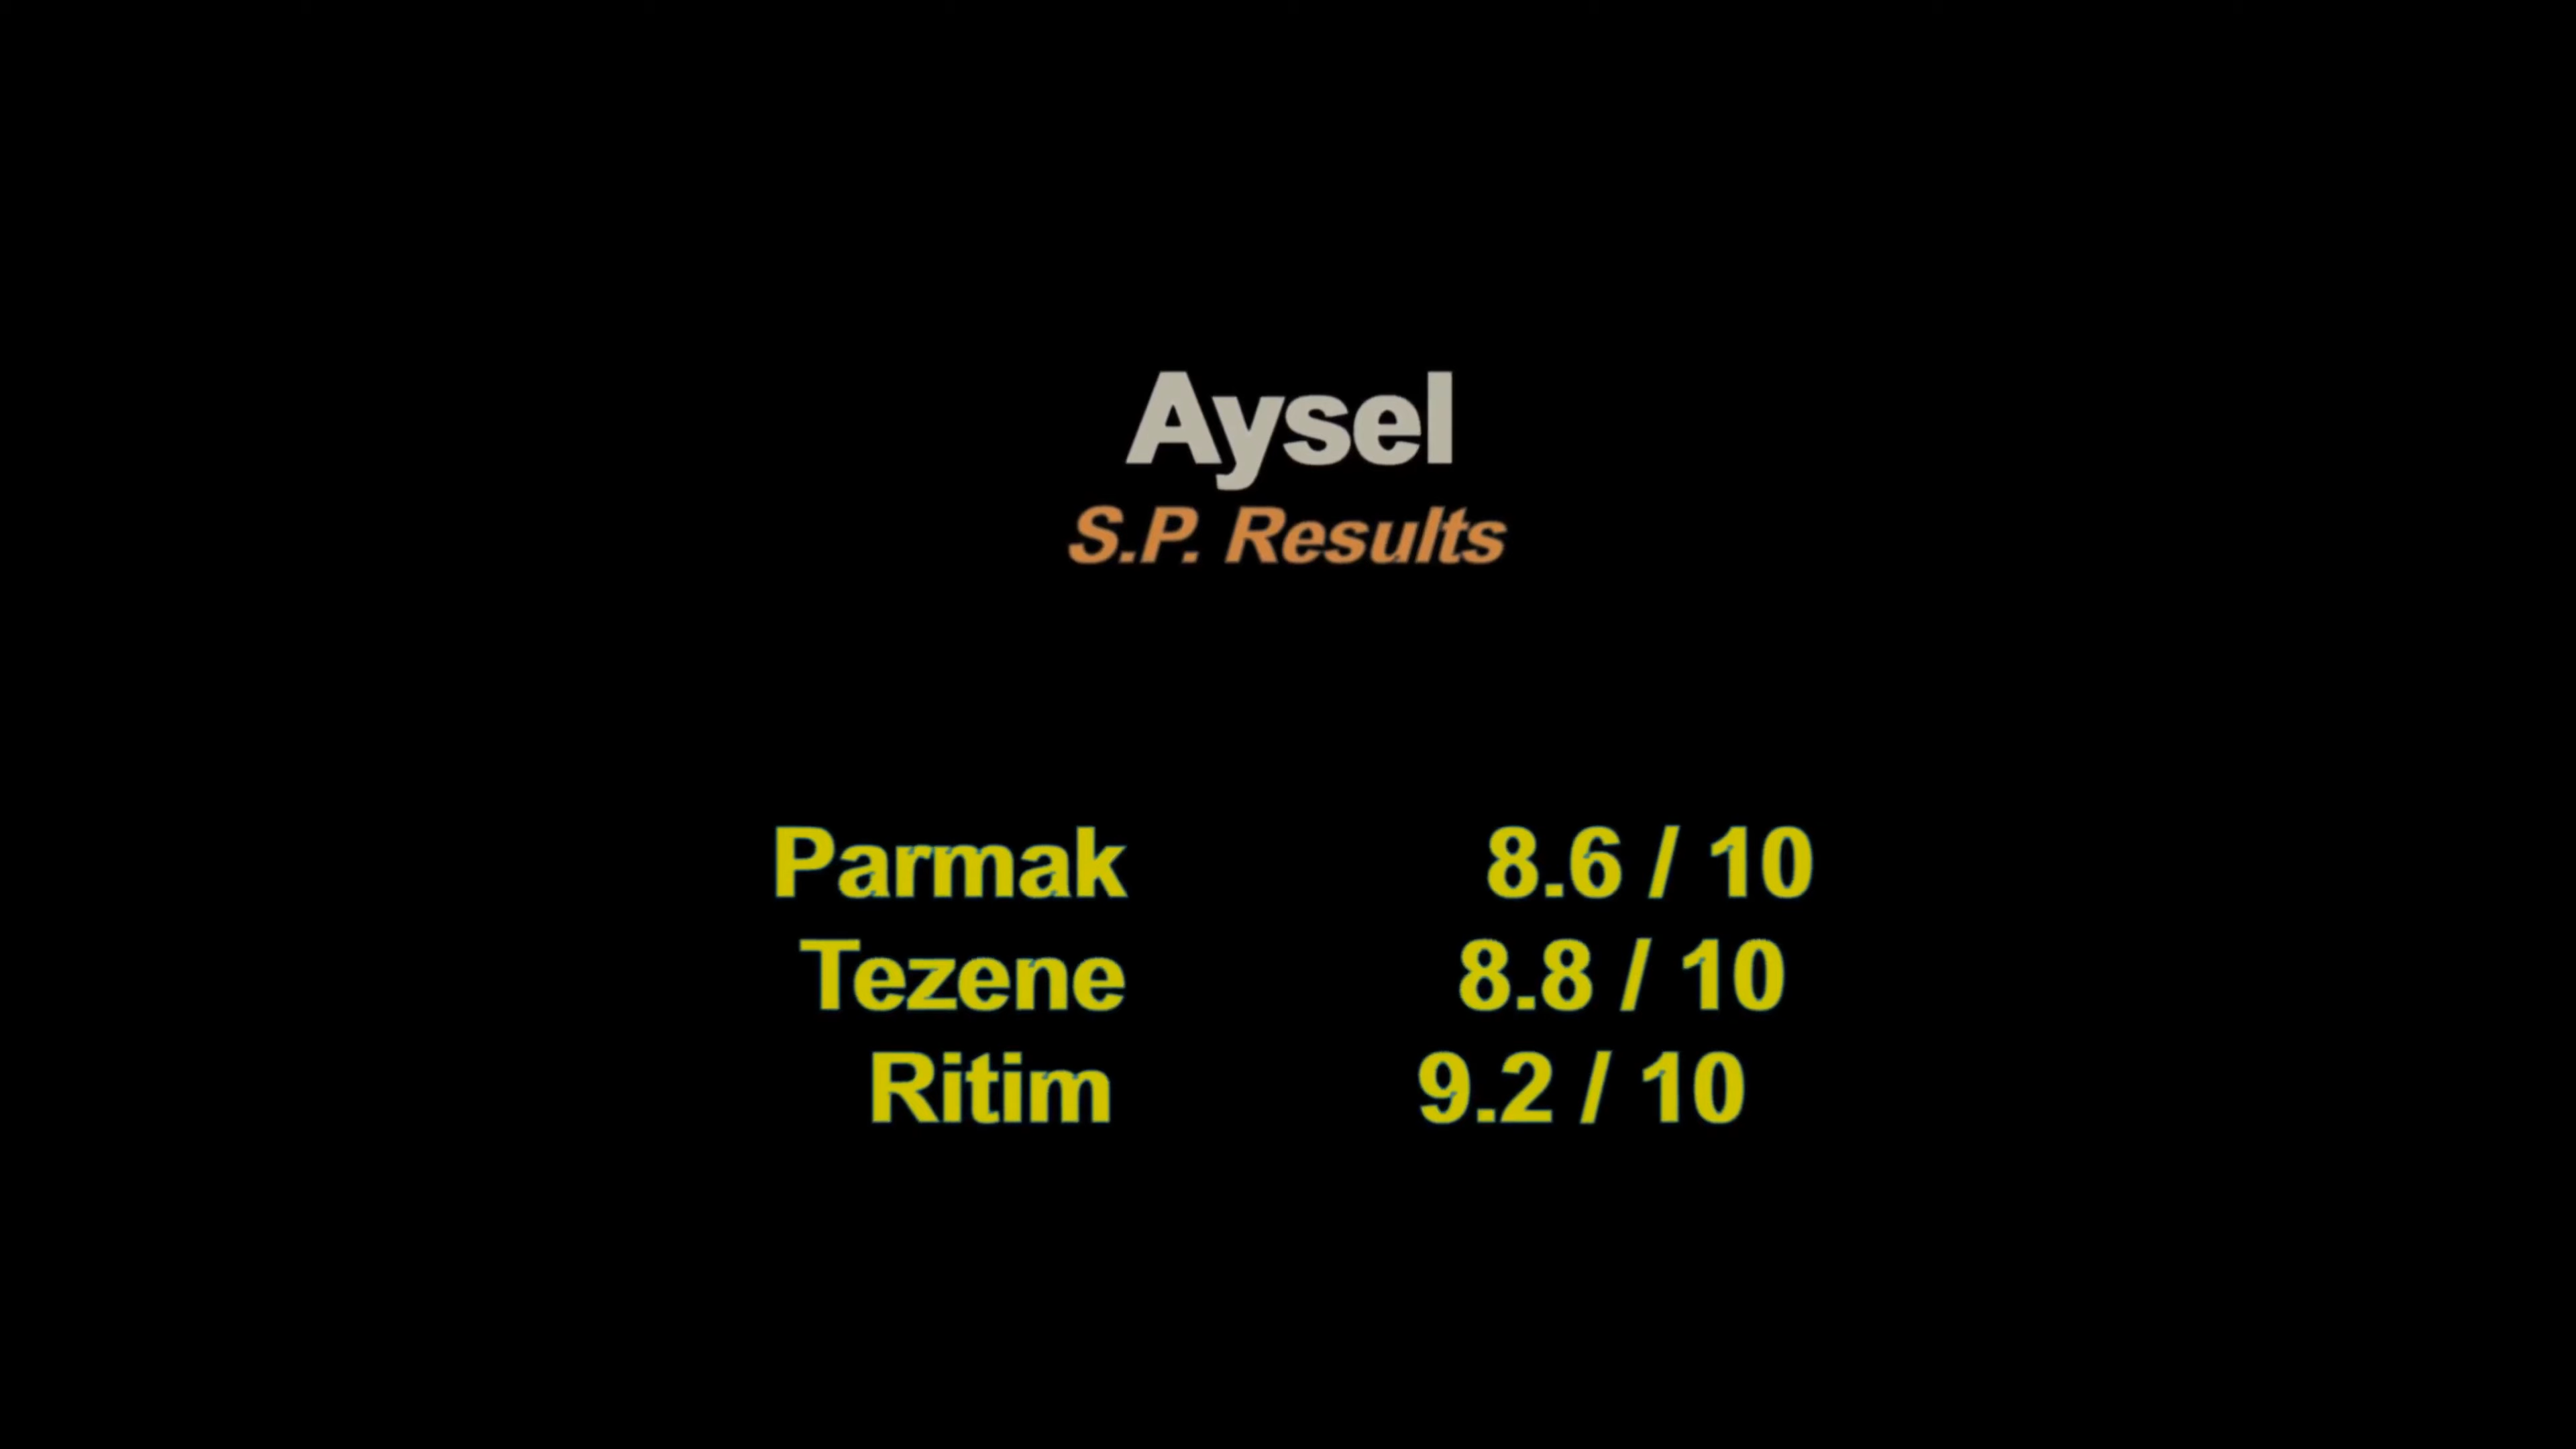 Aysel
S.P. Results
Parmak 8.6 / 10
Tezene 8.8 / 10
Ritim 9.2 / 10